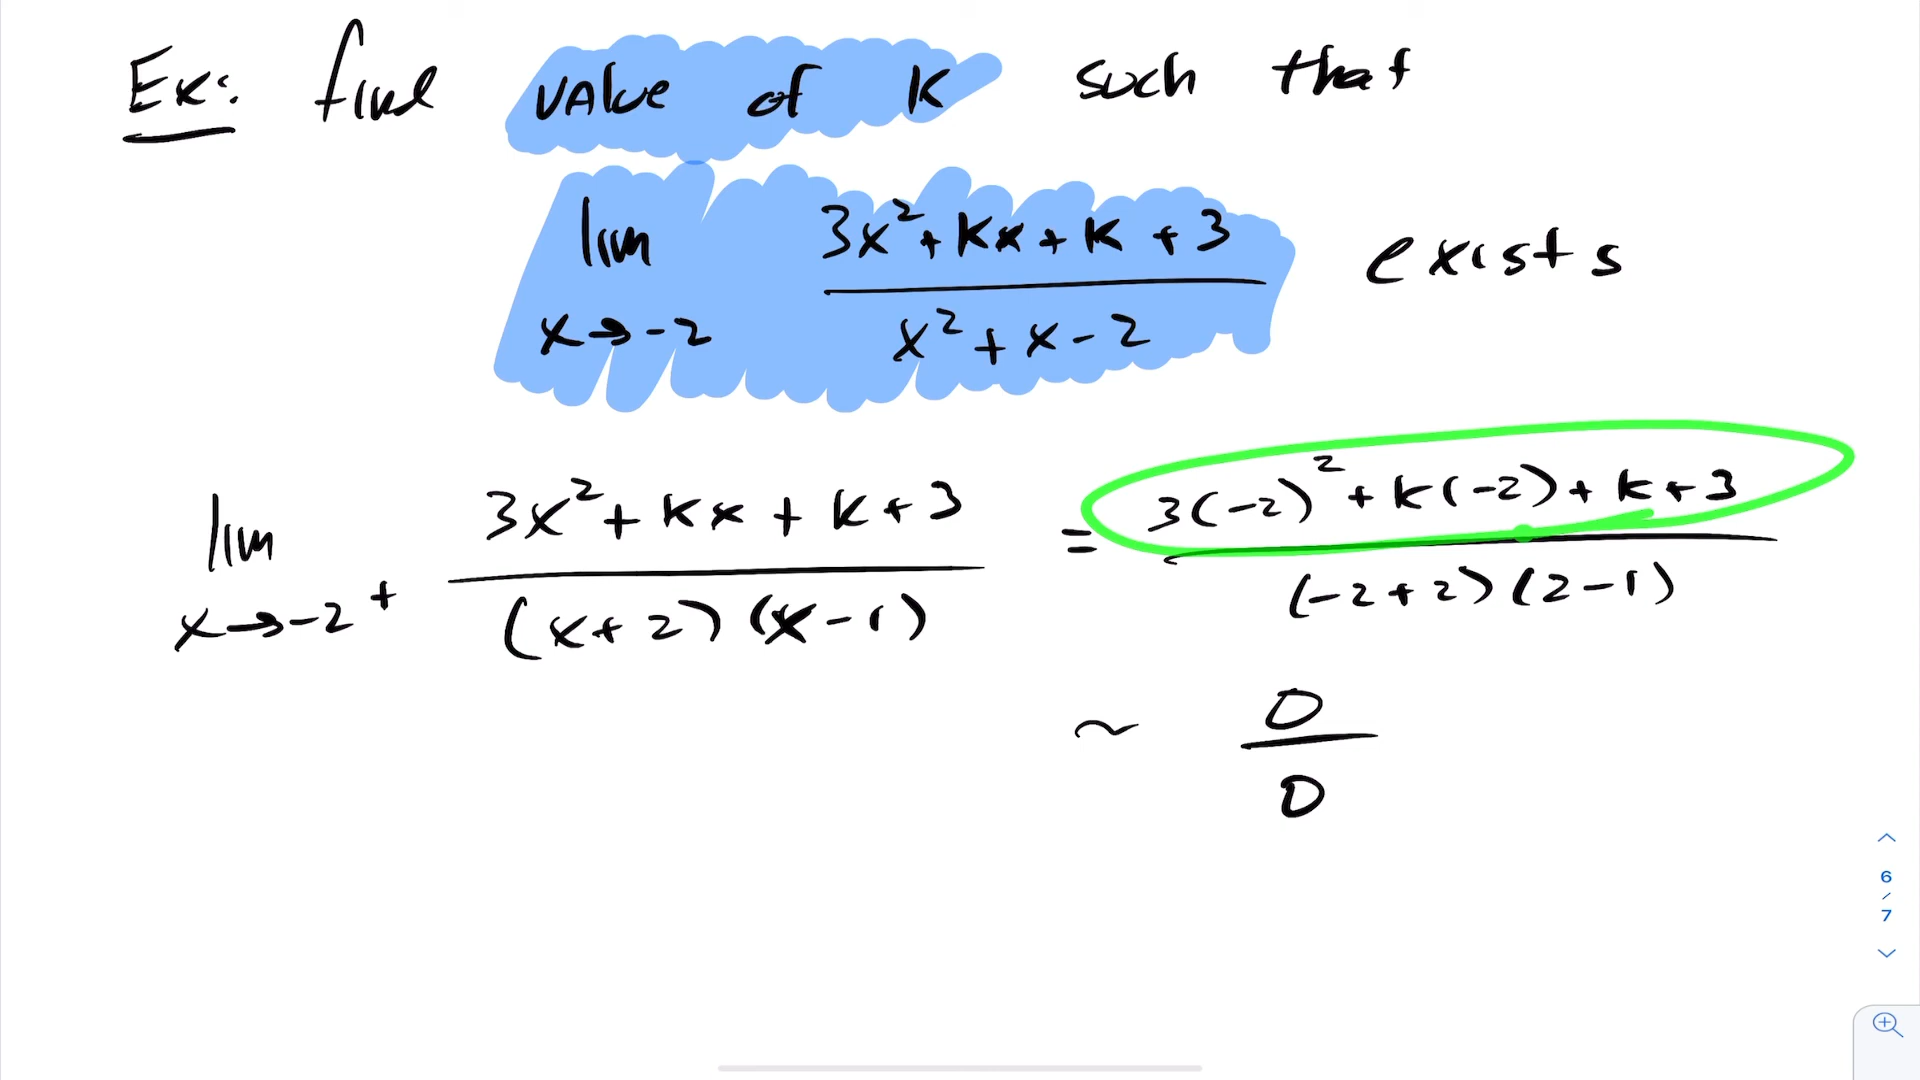 Ex: find value of K such that
lim 3x²+Kx+K+3 exists
x→-2 x²+x-2
lim 3x²+Kx+K+3 = 3(-2)²+K(-2)+K+3
x→-2⁺ (x+2)(x-1) (-2+2)(2-1)
~ 0
0
6
/
7